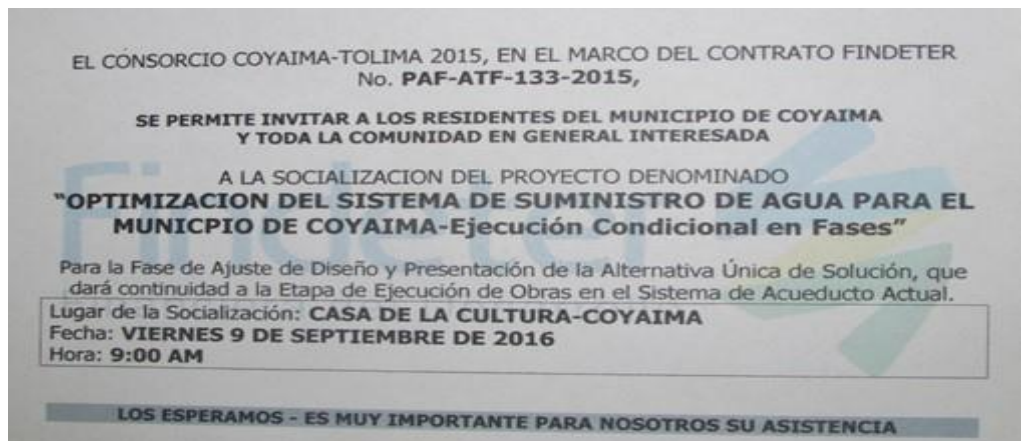 EL CONSORCIO COYAIMA-TOLIMA 2015, EN EL MARCO DEL CONTRATO FINDETER
No. PAF-ATF-133-2015,
SE PERMITE INVITAR A LOS RESIDENTES DEL MUNICIPIO DE COYAIMA
Y TODA LA COMUNIDAD EN GENERAL INTERESADA
A LA SOCIALIZACION DEL PROYECTO DENOMINADO
"OPTIMIZACION DEL SISTEMA DE SUMINISTRO DE AGUA PARA EL
MUNICPIO DE COYAIMA-Ejecución Condicional en Fases"
Findeter
Para la Fase de Ajuste de Diseño y Presentación de la Alternativa Única de Solución, que
dará continuidad a la Etapa de Ejecución de Obras en el Sistema de Acueducto Actual.
Lugar de la Socialización: CASA DE LA CULTURA-COYAIMA
Fecha: VIERNES 9 DE SEPTIEMBRE DE 2016
Hora: 9:00 AM
LOS ESPERAMOS - ES MUY IMPORTANTE PARA NOSOTROS SU ASISTENCIA